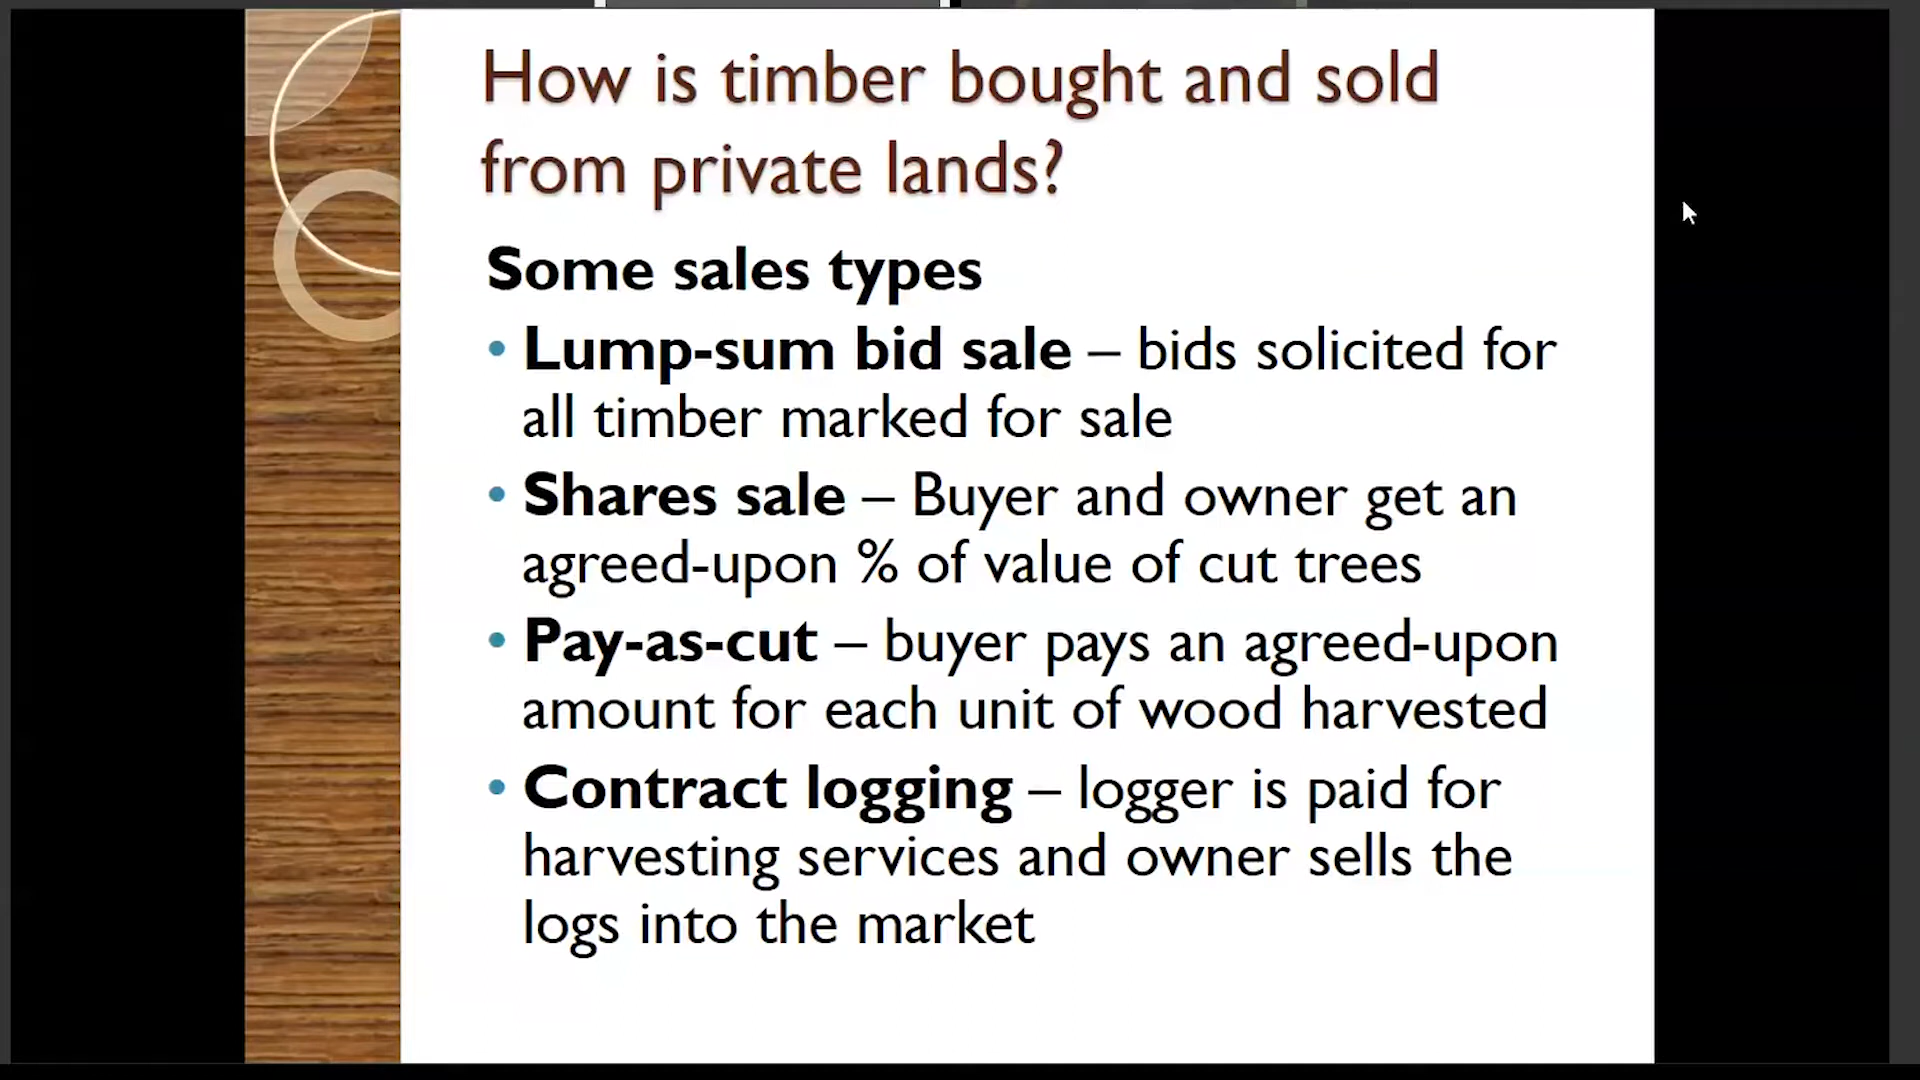 How is timber bought and sold
from private lands?
Some sales types
• Lump-sum bid sale – bids solicited for
all timber marked for sale
• Shares sale – Buyer and owner get an
agreed-upon % of value of cut trees
• Pay-as-cut – buyer pays an agreed-upon
amount for each unit of wood harvested
• Contract logging – logger is paid for
harvesting services and owner sells the
logs into the market